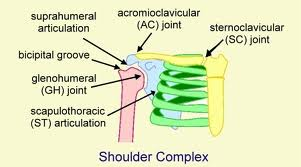 suprahumeral
articulation
acromioclavicular
(AC) joint
sternoclavicular
(SC) joint
bicipital groove
glenohumeral
(GH) joint
scapulothoracic
(ST) articulation
Shoulder Complex